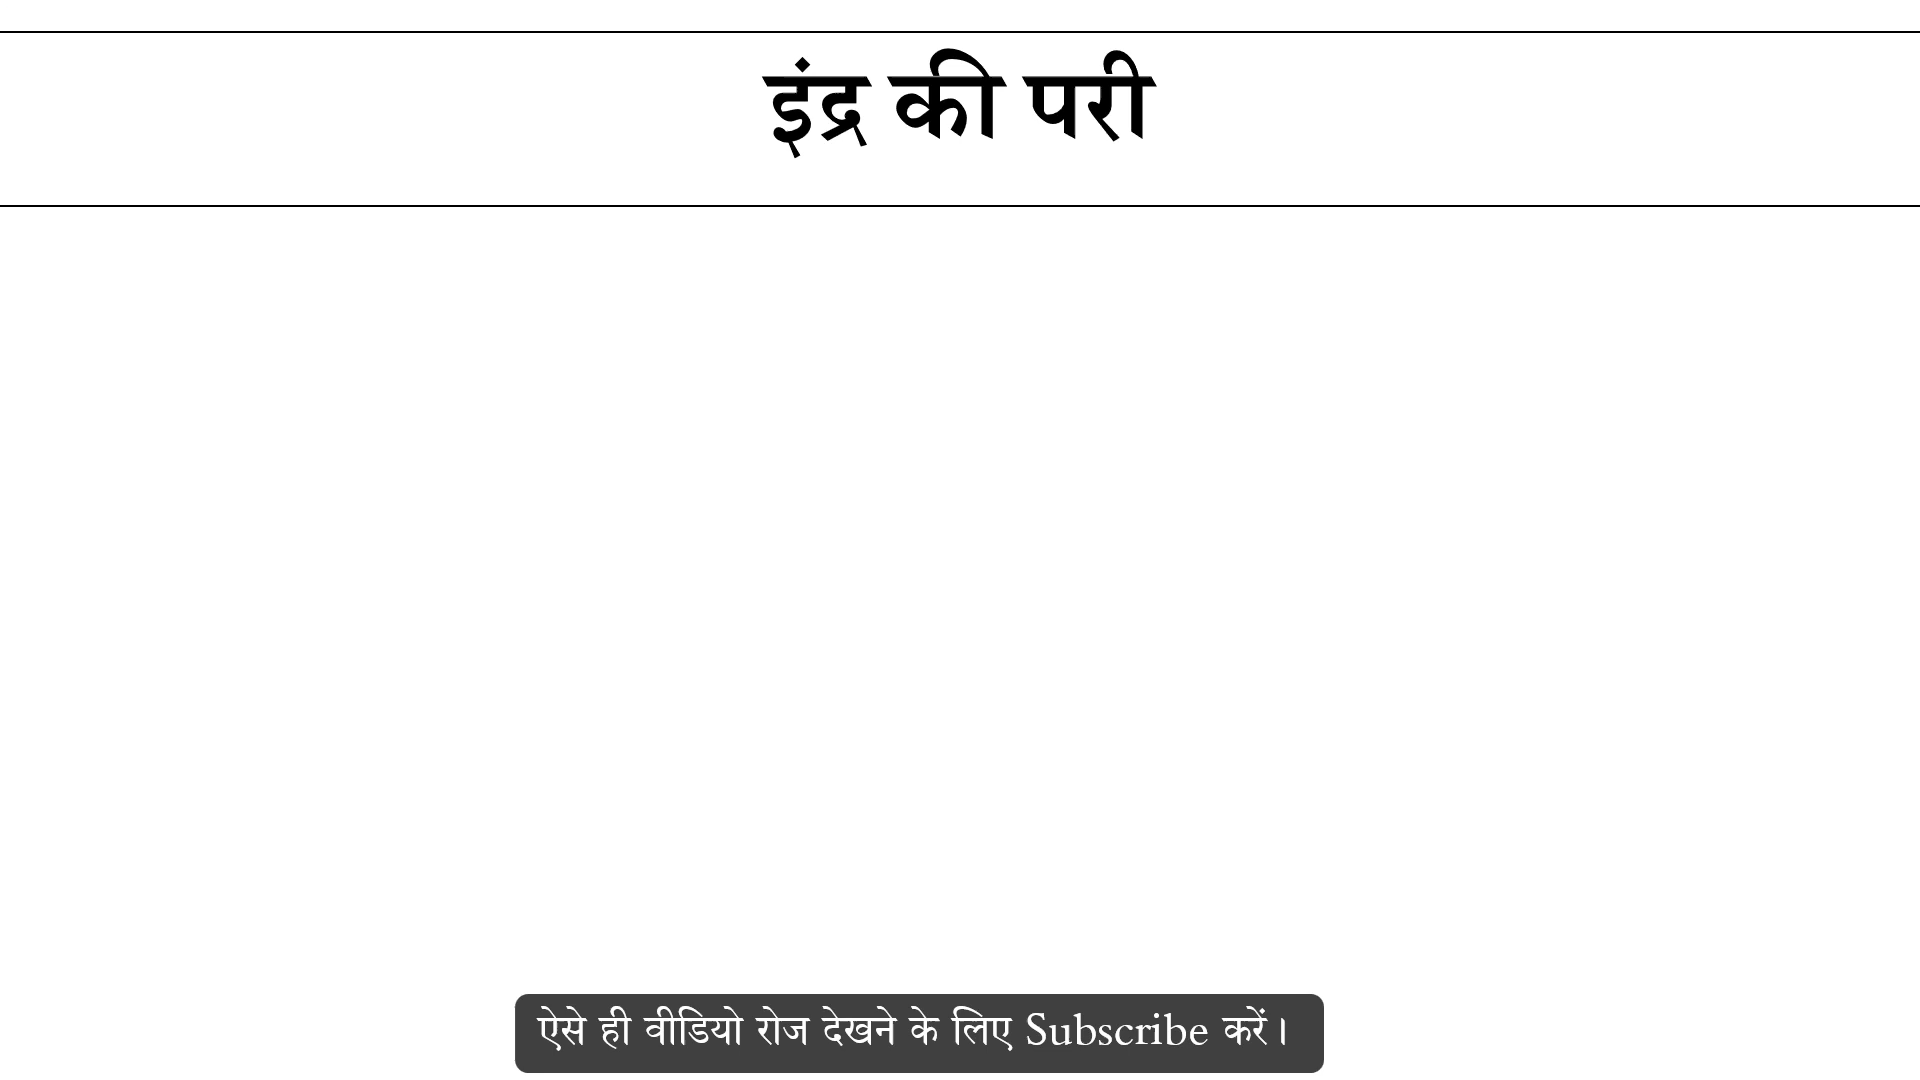 इंद्र की परी
ऐसे ही वीडियो रोज देखने के लिए Subscribe करें।